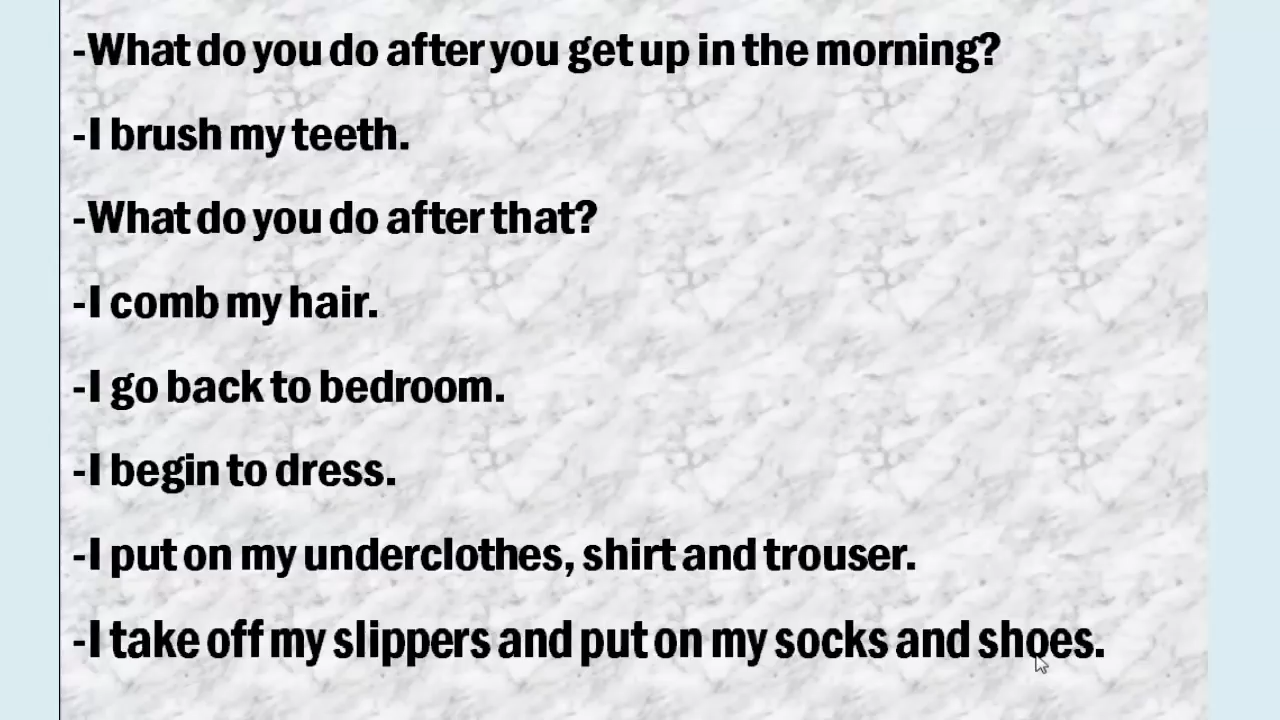 -What do you do after you get up in the morning?
-I brush my teeth.
-What do you do after that?
-I comb my hair.
-I go back to bedroom.
-I begin to dress.
-I put on my underclothes, shirt and trouser.
-I take off my slippers and put on my socks and shoes.